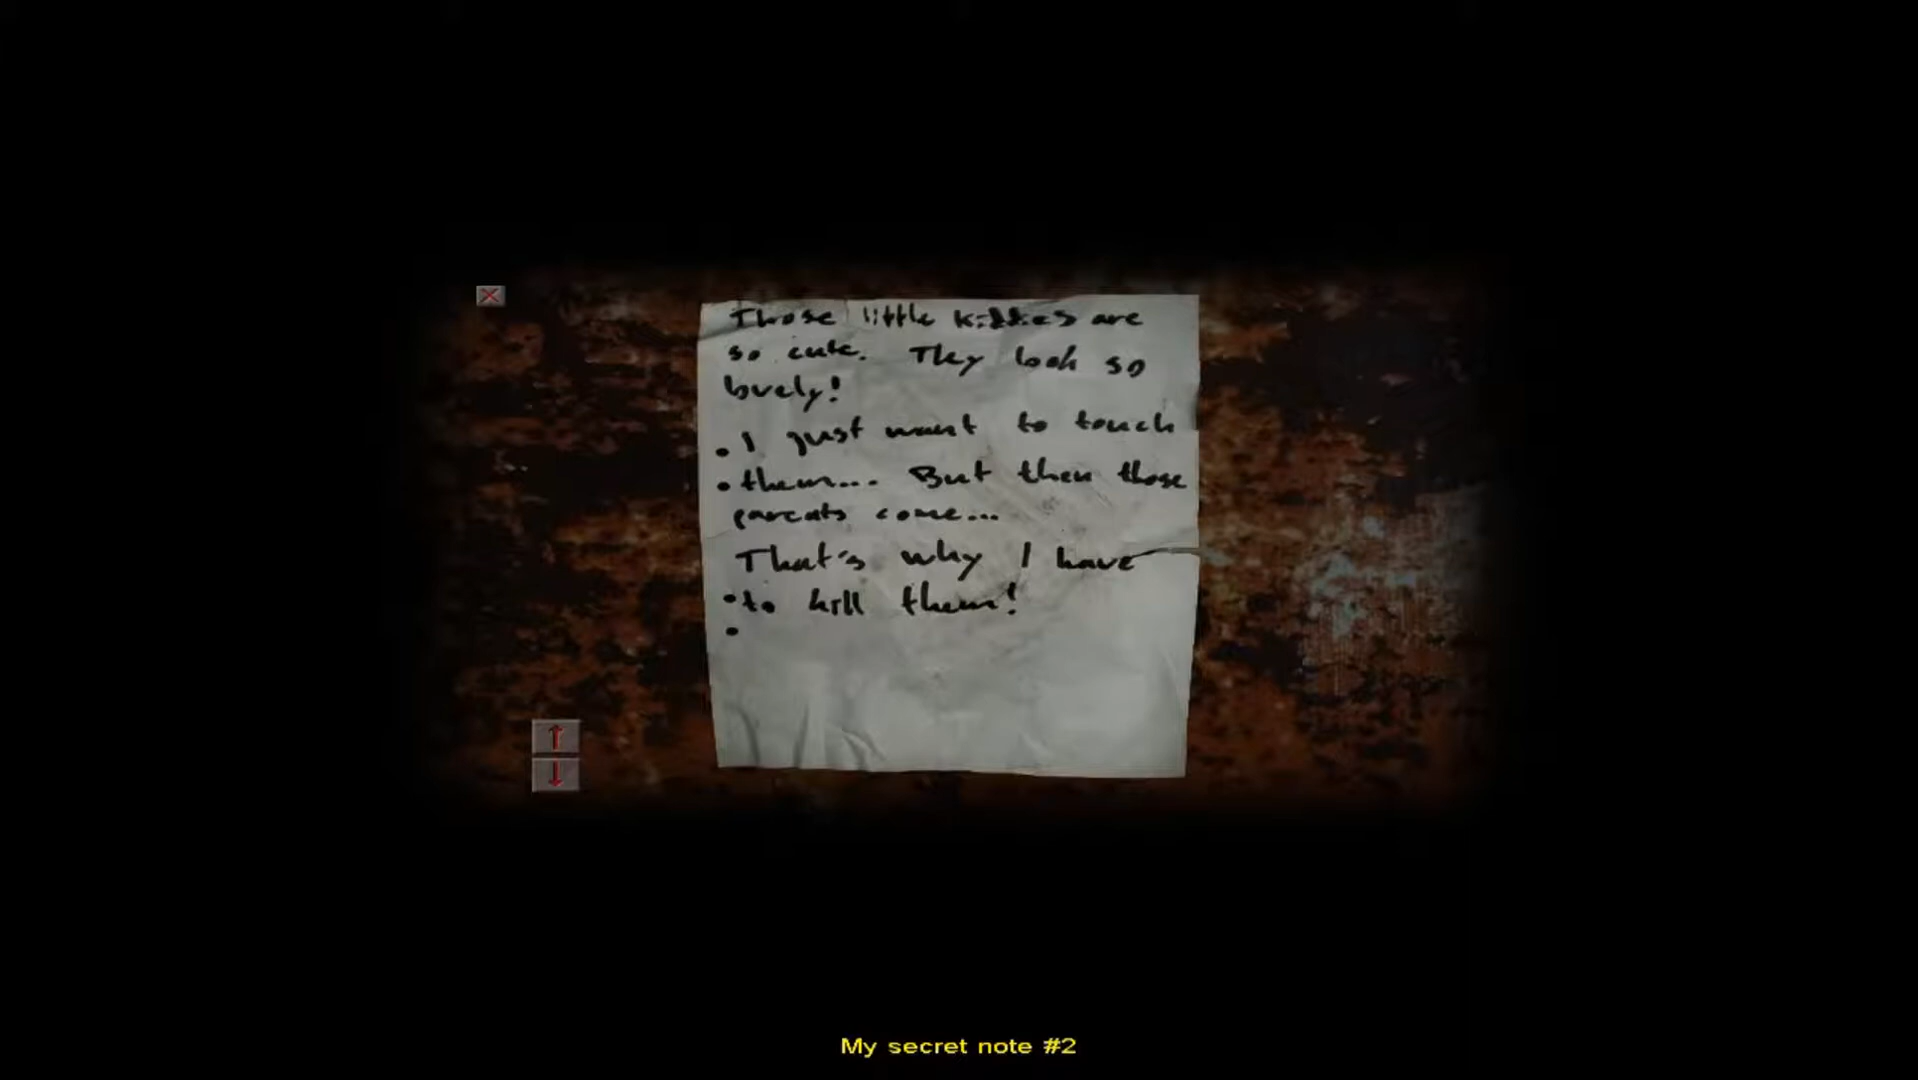 Those little kitties are
so cute. They look so
lovely!
I just want to touch
them... But then those
parents come...
That's why I have
to kill them!
My secret note #2